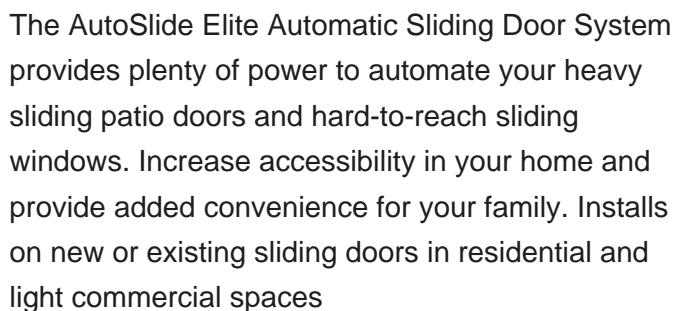 The AutoSlide Elite Automatic Sliding Door System
provides plenty of power to automate your heavy
sliding patio doors and hard-to-reach sliding
windows. Increase accessibility in your home and
provide added convenience for your family. Installs
on new or existing sliding doors in residential and
light commercial spaces